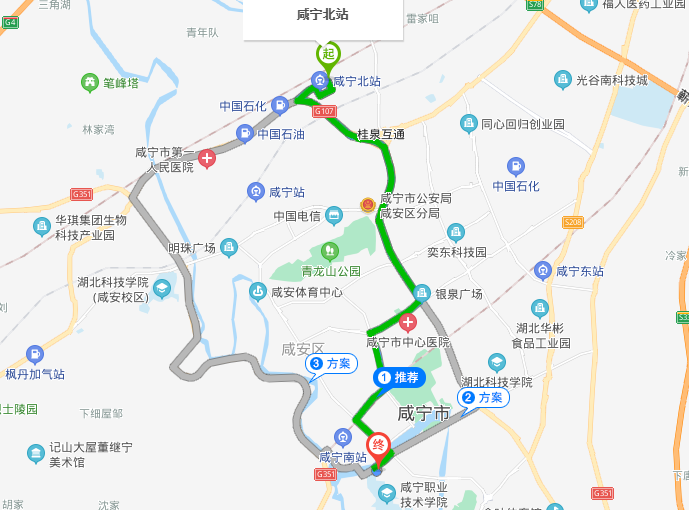 三角湖
G4
咸宁北站
雷家咀
S78
福人医药工业园
青年队
起
笔峰塔
咸宁北站
光谷南科技城
中国石化
G107
林家湾
中国石油
桂泉互通
同心回归创业园
咸宁市第一
人民医院
中国石化
G351
咸宁站
咸宁市公安局
咸安区分局
华琪集团生物
科技产业园
中国电信
S208
明珠广场
奕东科技园
冷家
青龙山公园
咸宁东站
湖北科技学院
(咸安校区)
咸安体育中心
银泉广场
湖北华彬
食品工业园
咸安区
咸宁市中心医院
枫丹加气站
3 方案
1 推荐
湖北科技学院
2 方案
烈士陵园
下细屋邹
咸宁市
终
记山大屋董继宁
美术馆
咸宁南站
G351
咸宁职业
技术学院
G351
胡家
沈家